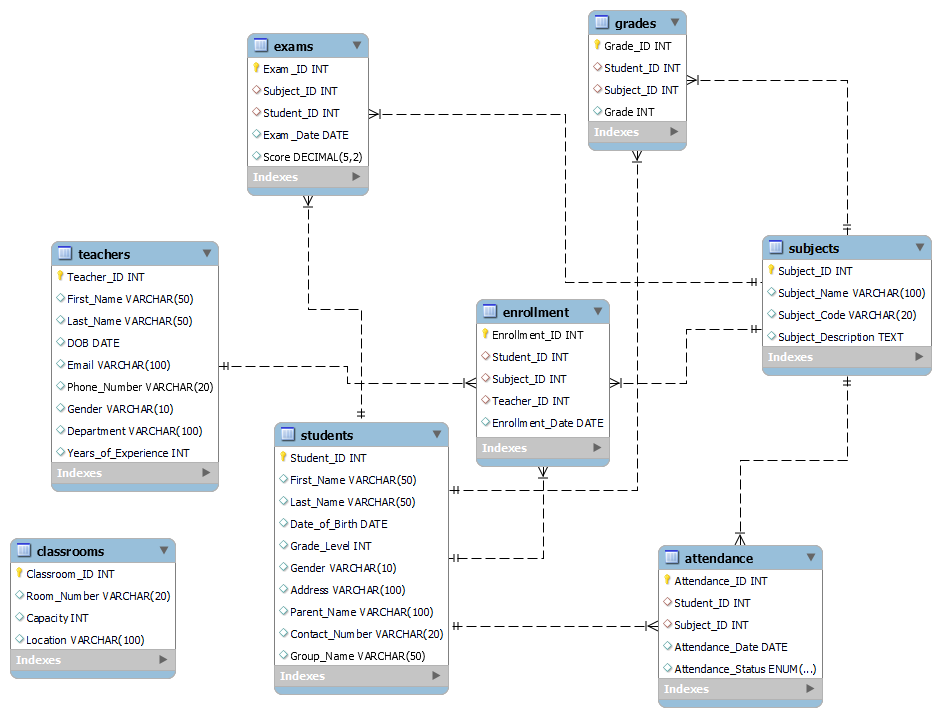 exams
Exam_ID INT
Subject_ID INT
Student_ID INT
Exam_Date DATE
Score DECIMAL(5,2)
Indexes
grades
Grade_ID INT
Student_ID INT
Subject_ID INT
Grade INT
Indexes
teachers
Teacher_ID INT
First_Name VARCHAR(50)
Last_Name VARCHAR(50)
DOB DATE
Email VARCHAR(100)
Phone_Number VARCHAR(20)
Gender VARCHAR(10)
Department VARCHAR(100)
Years_of_Experience INT
Indexes
subjects
Subject_ID INT
Subject_Name VARCHAR(100)
Subject_Code VARCHAR(20)
Subject_Description TEXT
Indexes
enrollment
Enrollment_ID INT
Student_ID INT
Subject_ID INT
Teacher_ID INT
Enrollment_Date DATE
Indexes
students
Student_ID INT
First_Name VARCHAR(50)
Last_Name VARCHAR(50)
Date_of_Birth DATE
Grade_Level INT
Gender VARCHAR(10)
Address VARCHAR(100)
Parent_Name VARCHAR(100)
Contact_Number VARCHAR(20)
Group_Name VARCHAR(50)
Indexes
classrooms
Classroom_ID INT
Room_Number VARCHAR(20)
Capacity INT
Location VARCHAR(100)
Indexes
attendance
Attendance_ID INT
Student_ID INT
Subject_ID INT
Attendance_Date DATE
Attendance_Status ENUM(...)
Indexes